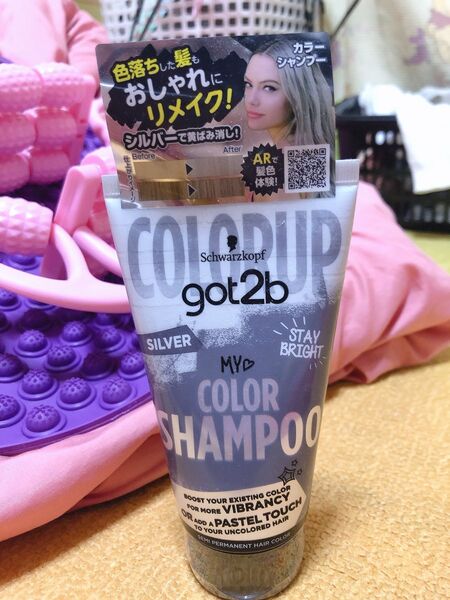 カラー
シャンプー
色落ちした髪も
おしゃれに
リメイク!
シルバーで黄ばみ消し!
Before
After
ARで
髪色
体験!
COLORUP
Schwarzkopf
got2b
SILVER
STAY
BRIGHT
MY
COLOR
SHAMPOO
BOOST YOUR EXISTING COLOR
FOR MORE VIBRANCY
OR ADD A PASTEL TOUCH
TO YOUR UNCOLORED HAIR
SEMI PERMANENT HAIR COLOR